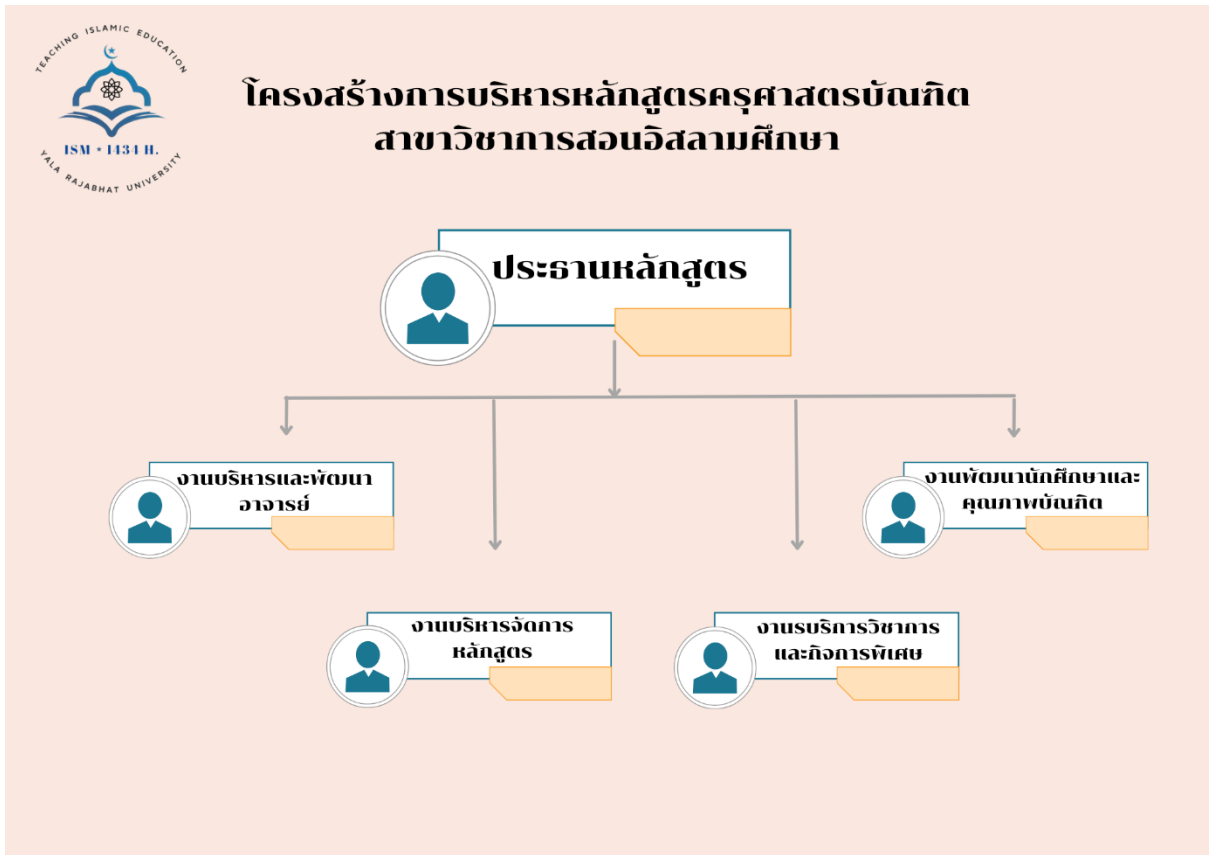 TEACHING ISLAMIC EDUCATION
ISM * 1434 H.
YALA RAJABHAT UNIVERSITY
โครงสร้างการบริหารหลักสูตรครุศาสตรบัณฑิต
สาขาวิชาการสอนอิสลามศึกษา
ประธานหลักสูตร
งานบริหารและพัฒนา
อาจารย์
งานพัฒนานักศึกษาและ
คุณภาพบัณฑิต
งานบริหารจัดการ
หลักสูตร
งานรบริการวิชาการ
และกิจการพิเศษ